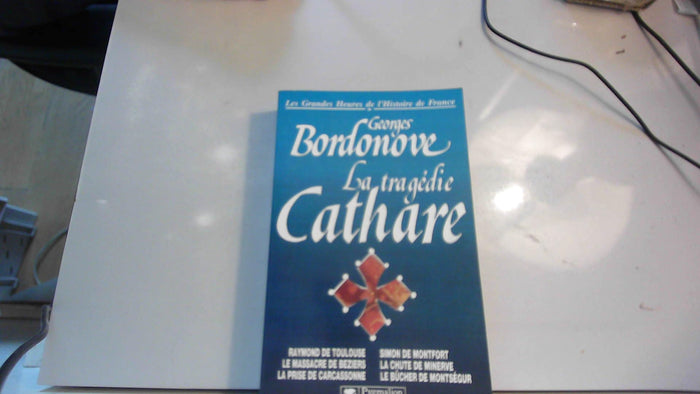 Les Grandes Heures de l'Histoire de France
Georges
Bordonove
La tragédie
Cathare
RAYMOND DE TOULOUSE
LE MASSACRE DE BEZIERS
LA PRISE DE CARCASSONNE
SIMON DE MONTFORT
LA CHUTE DE MINERVE
LE BÛCHER DE MONTSÉGUR
Pygmalion